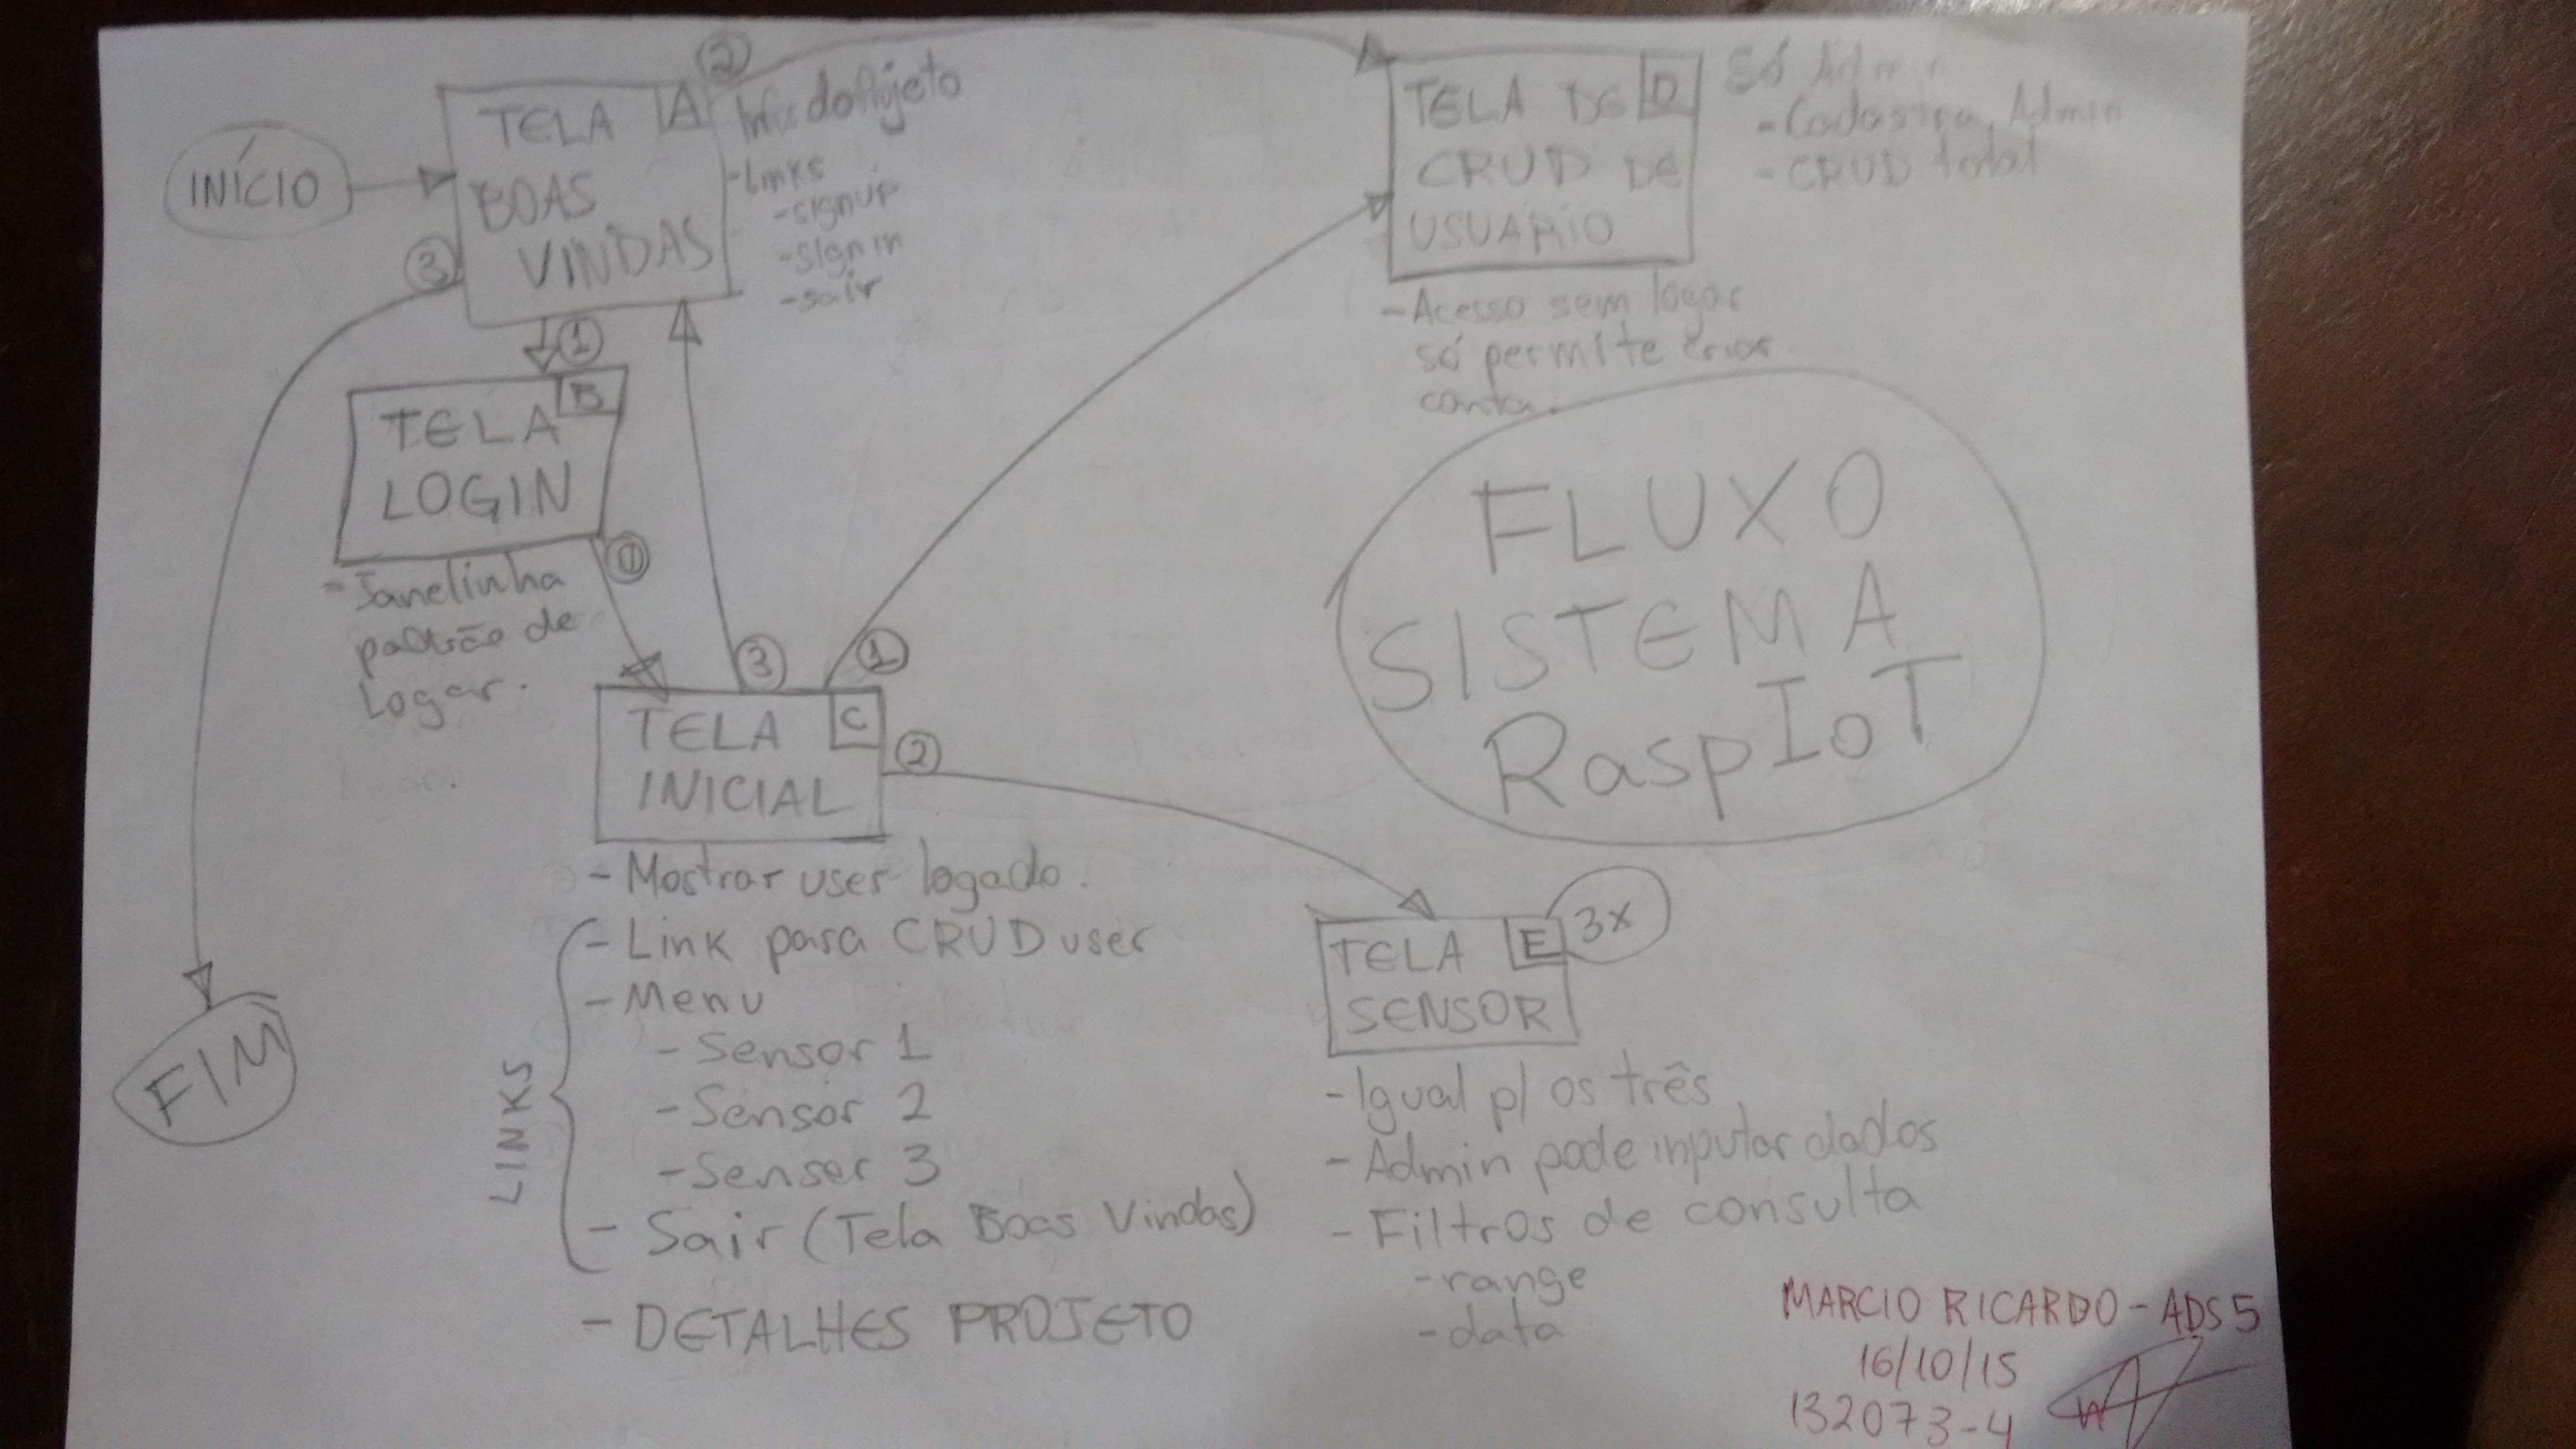 INÍCIO
TELA A
BOAS
VINDAS
2
Info do Projeto
- Links
- signup
- sign in
- sair
3
1
TELA B
LOGIN
1
- Janelinha
padrão de
Logar.
TELA DE D
CRUD DE
USUARIO
Só Admin
- Cadastra Admin
- CRUD total
- Acesso sem logar
só permite criar
conta.
FLUXO
SISTEMA
RaspIoT
3
1
TELA C
INICIAL
2
- Mostrar user logado.
LINKS
- Link para CRUD user
- Menu
- Sensor 1
- Sensor 2
- Sensor 3
- Sair (Tela Boas Vindas)
- DETALHES PROJETO
FIM
TELA E
SENSOR
3x
- Igual p/ os três
- Admin pode inputar dados
- Filtros de consulta
- range
- data
MARCIO RICARDO - ADS 5
16/10/15
132073-4